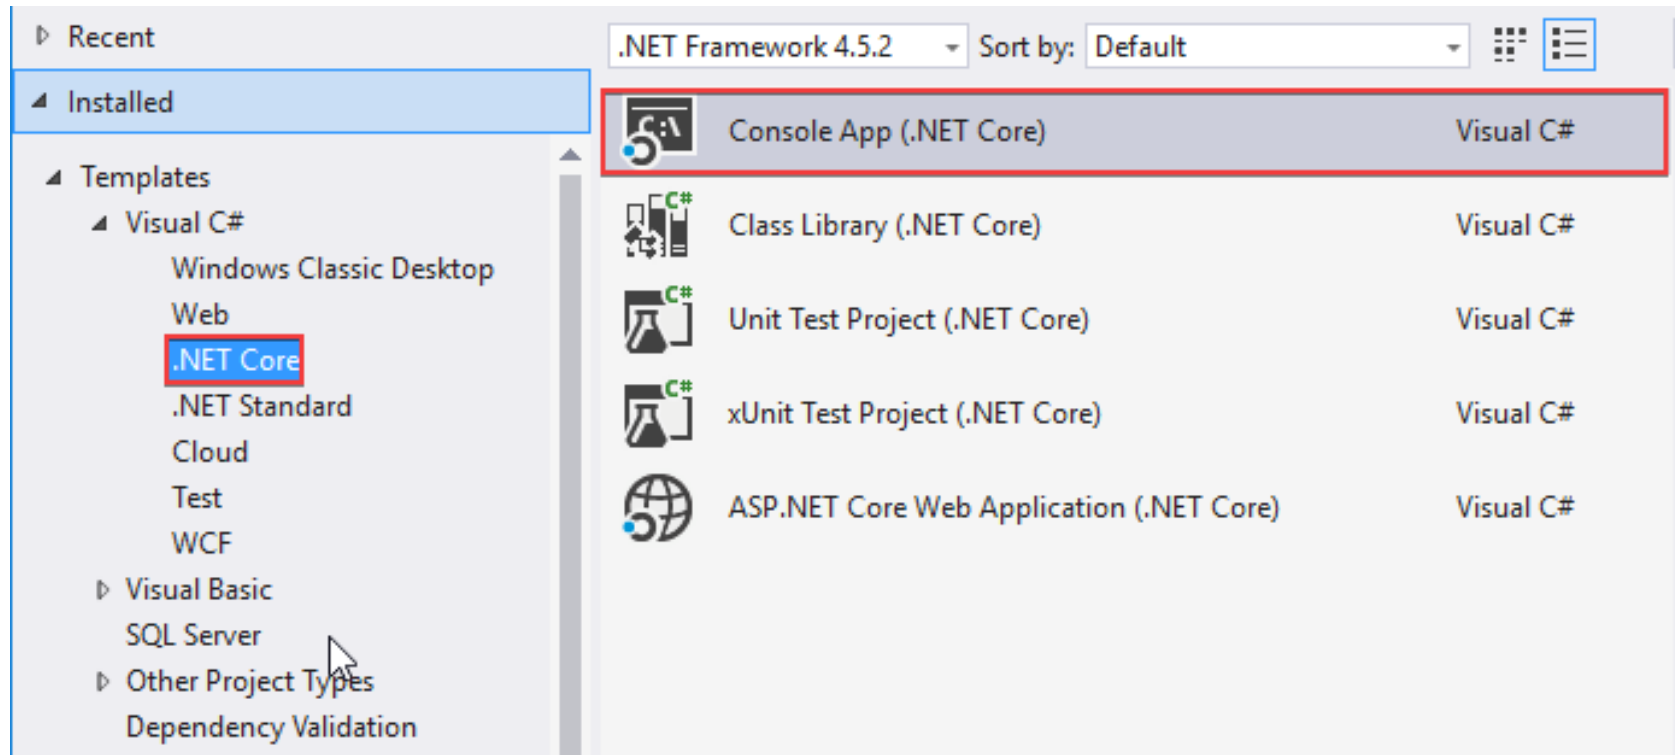 Recent
Installed
Templates
Visual C#
Windows Classic Desktop
Web
.NET Core
.NET Standard
Cloud
Test
WCF
Visual Basic
SQL Server
Other Project Types
Dependency Validation
.NET Framework 4.5.2 Sort by: Default
C:\ Console App (.NET Core) Visual C#
C# Class Library (.NET Core) Visual C#
C# Unit Test Project (.NET Core) Visual C#
C# xUnit Test Project (.NET Core) Visual C#
ASP.NET Core Web Application (.NET Core) Visual C#